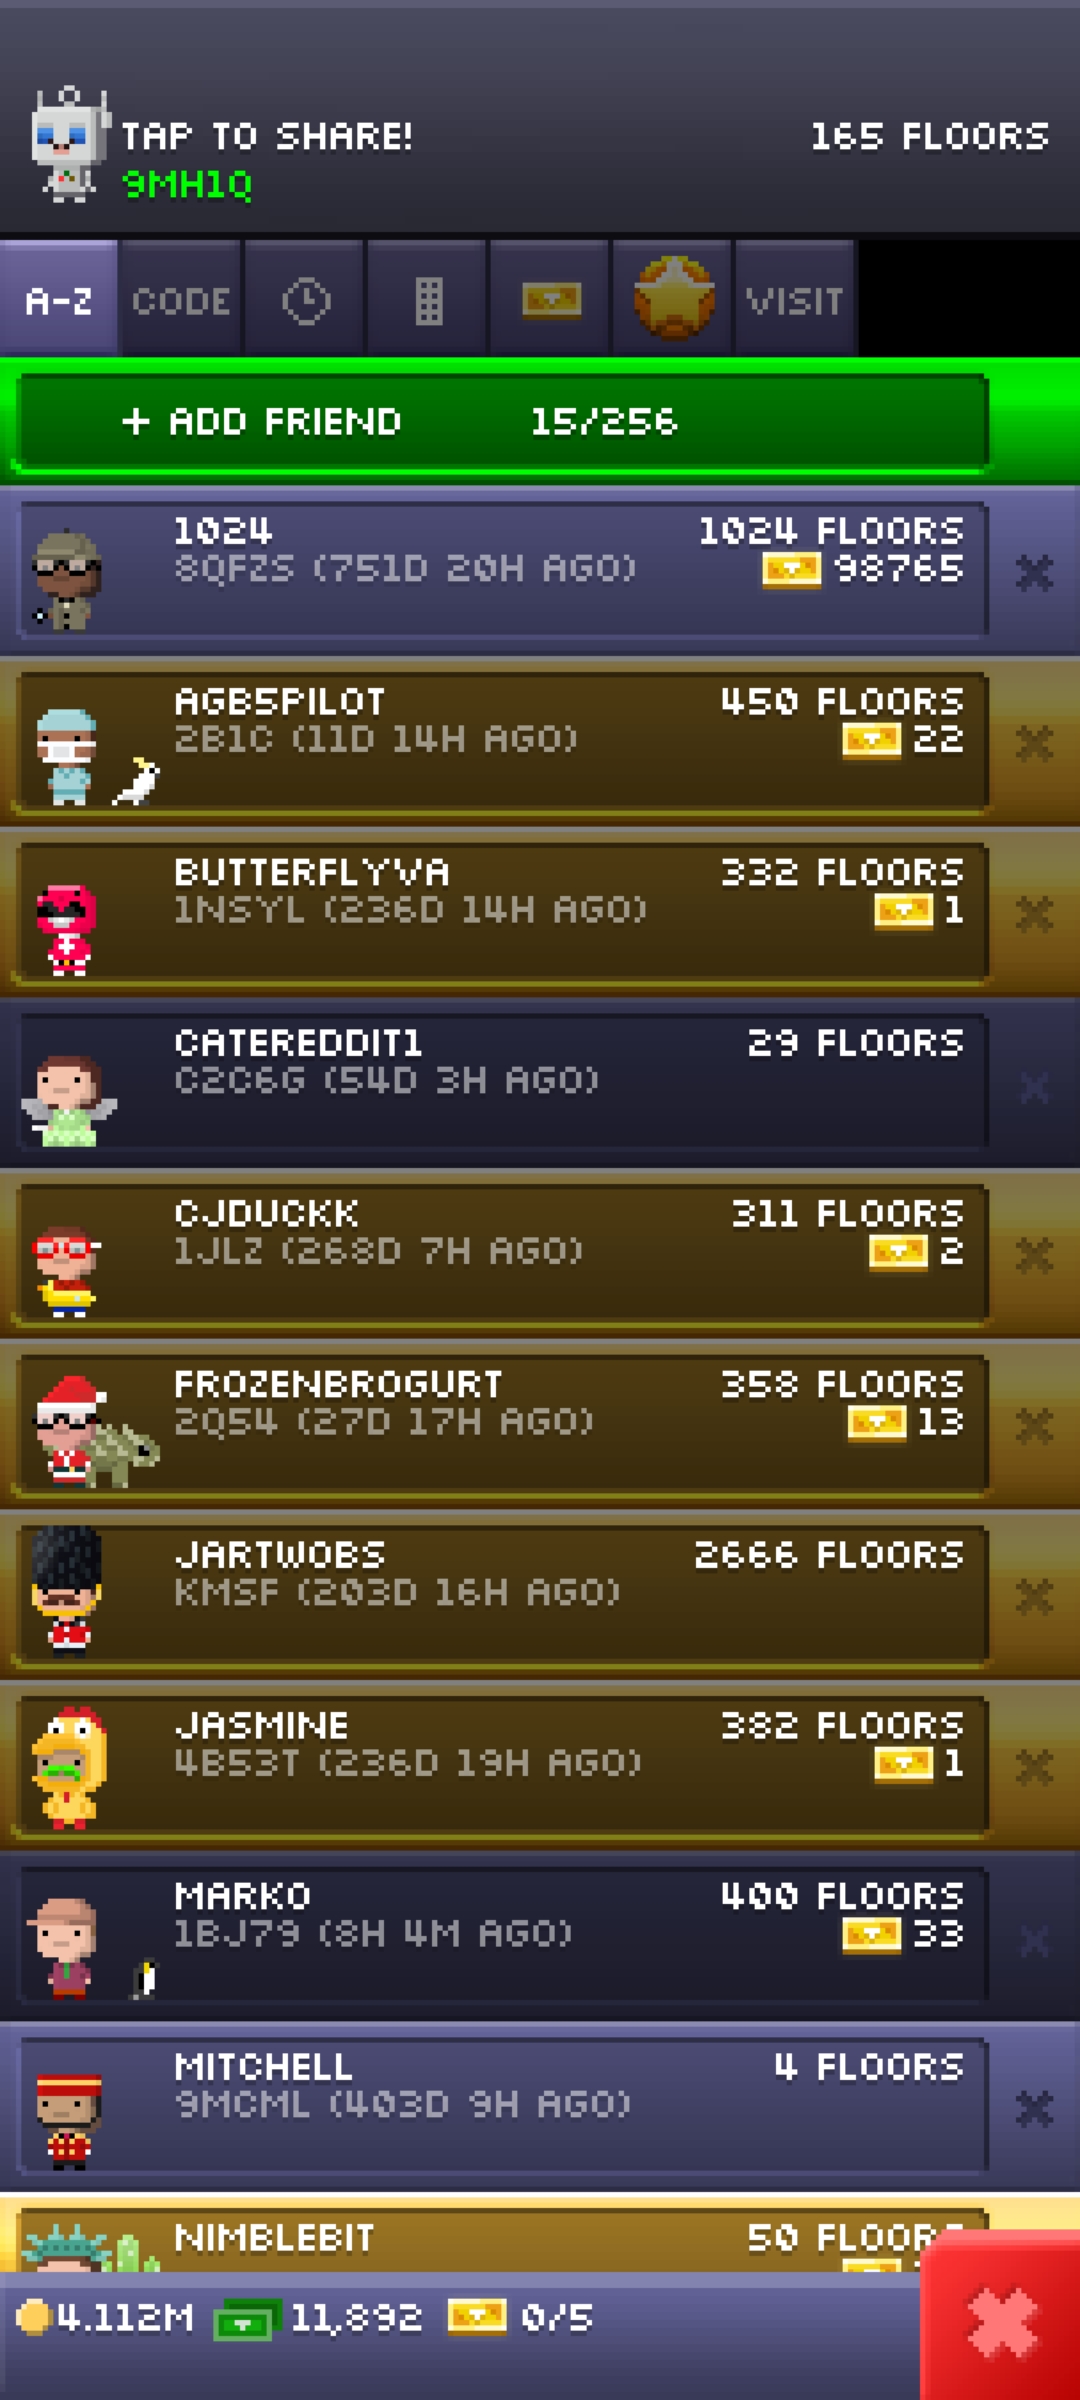 TAP TO SHARE! 165 FLOORS
9MH1Q
A-Z CODE VISIT
+ ADD FRIEND 15/256
1024 1024 FLOORS
8QFZS (751D 20H AGO) 98765
AGB5PILOT 450 FLOORS
2B1C (11D 14H AGO) 22
BUTTERFLYVA 332 FLOORS
1NSYL (236D 14H AGO) 1
CATEREDDIT1 29 FLOORS
C2C6G (54D 3H AGO)
CJDUCKK 311 FLOORS
1JLZ (268D 7H AGO) 2
FROZENBROGURT 358 FLOORS
2Q54 (27D 17H AGO) 13
JARTWOBS 2666 FLOORS
KMSF (203D 16H AGO)
JASMINE 382 FLOORS
4B53T (236D 19H AGO) 1
MARKO 400 FLOORS
1BJ79 (8H 4M AGO) 33
MITCHELL 4 FLOORS
9MCML (403D 9H AGO)
NIMBLEBIT 50 FLOORS
4.112M 11,892 0/5